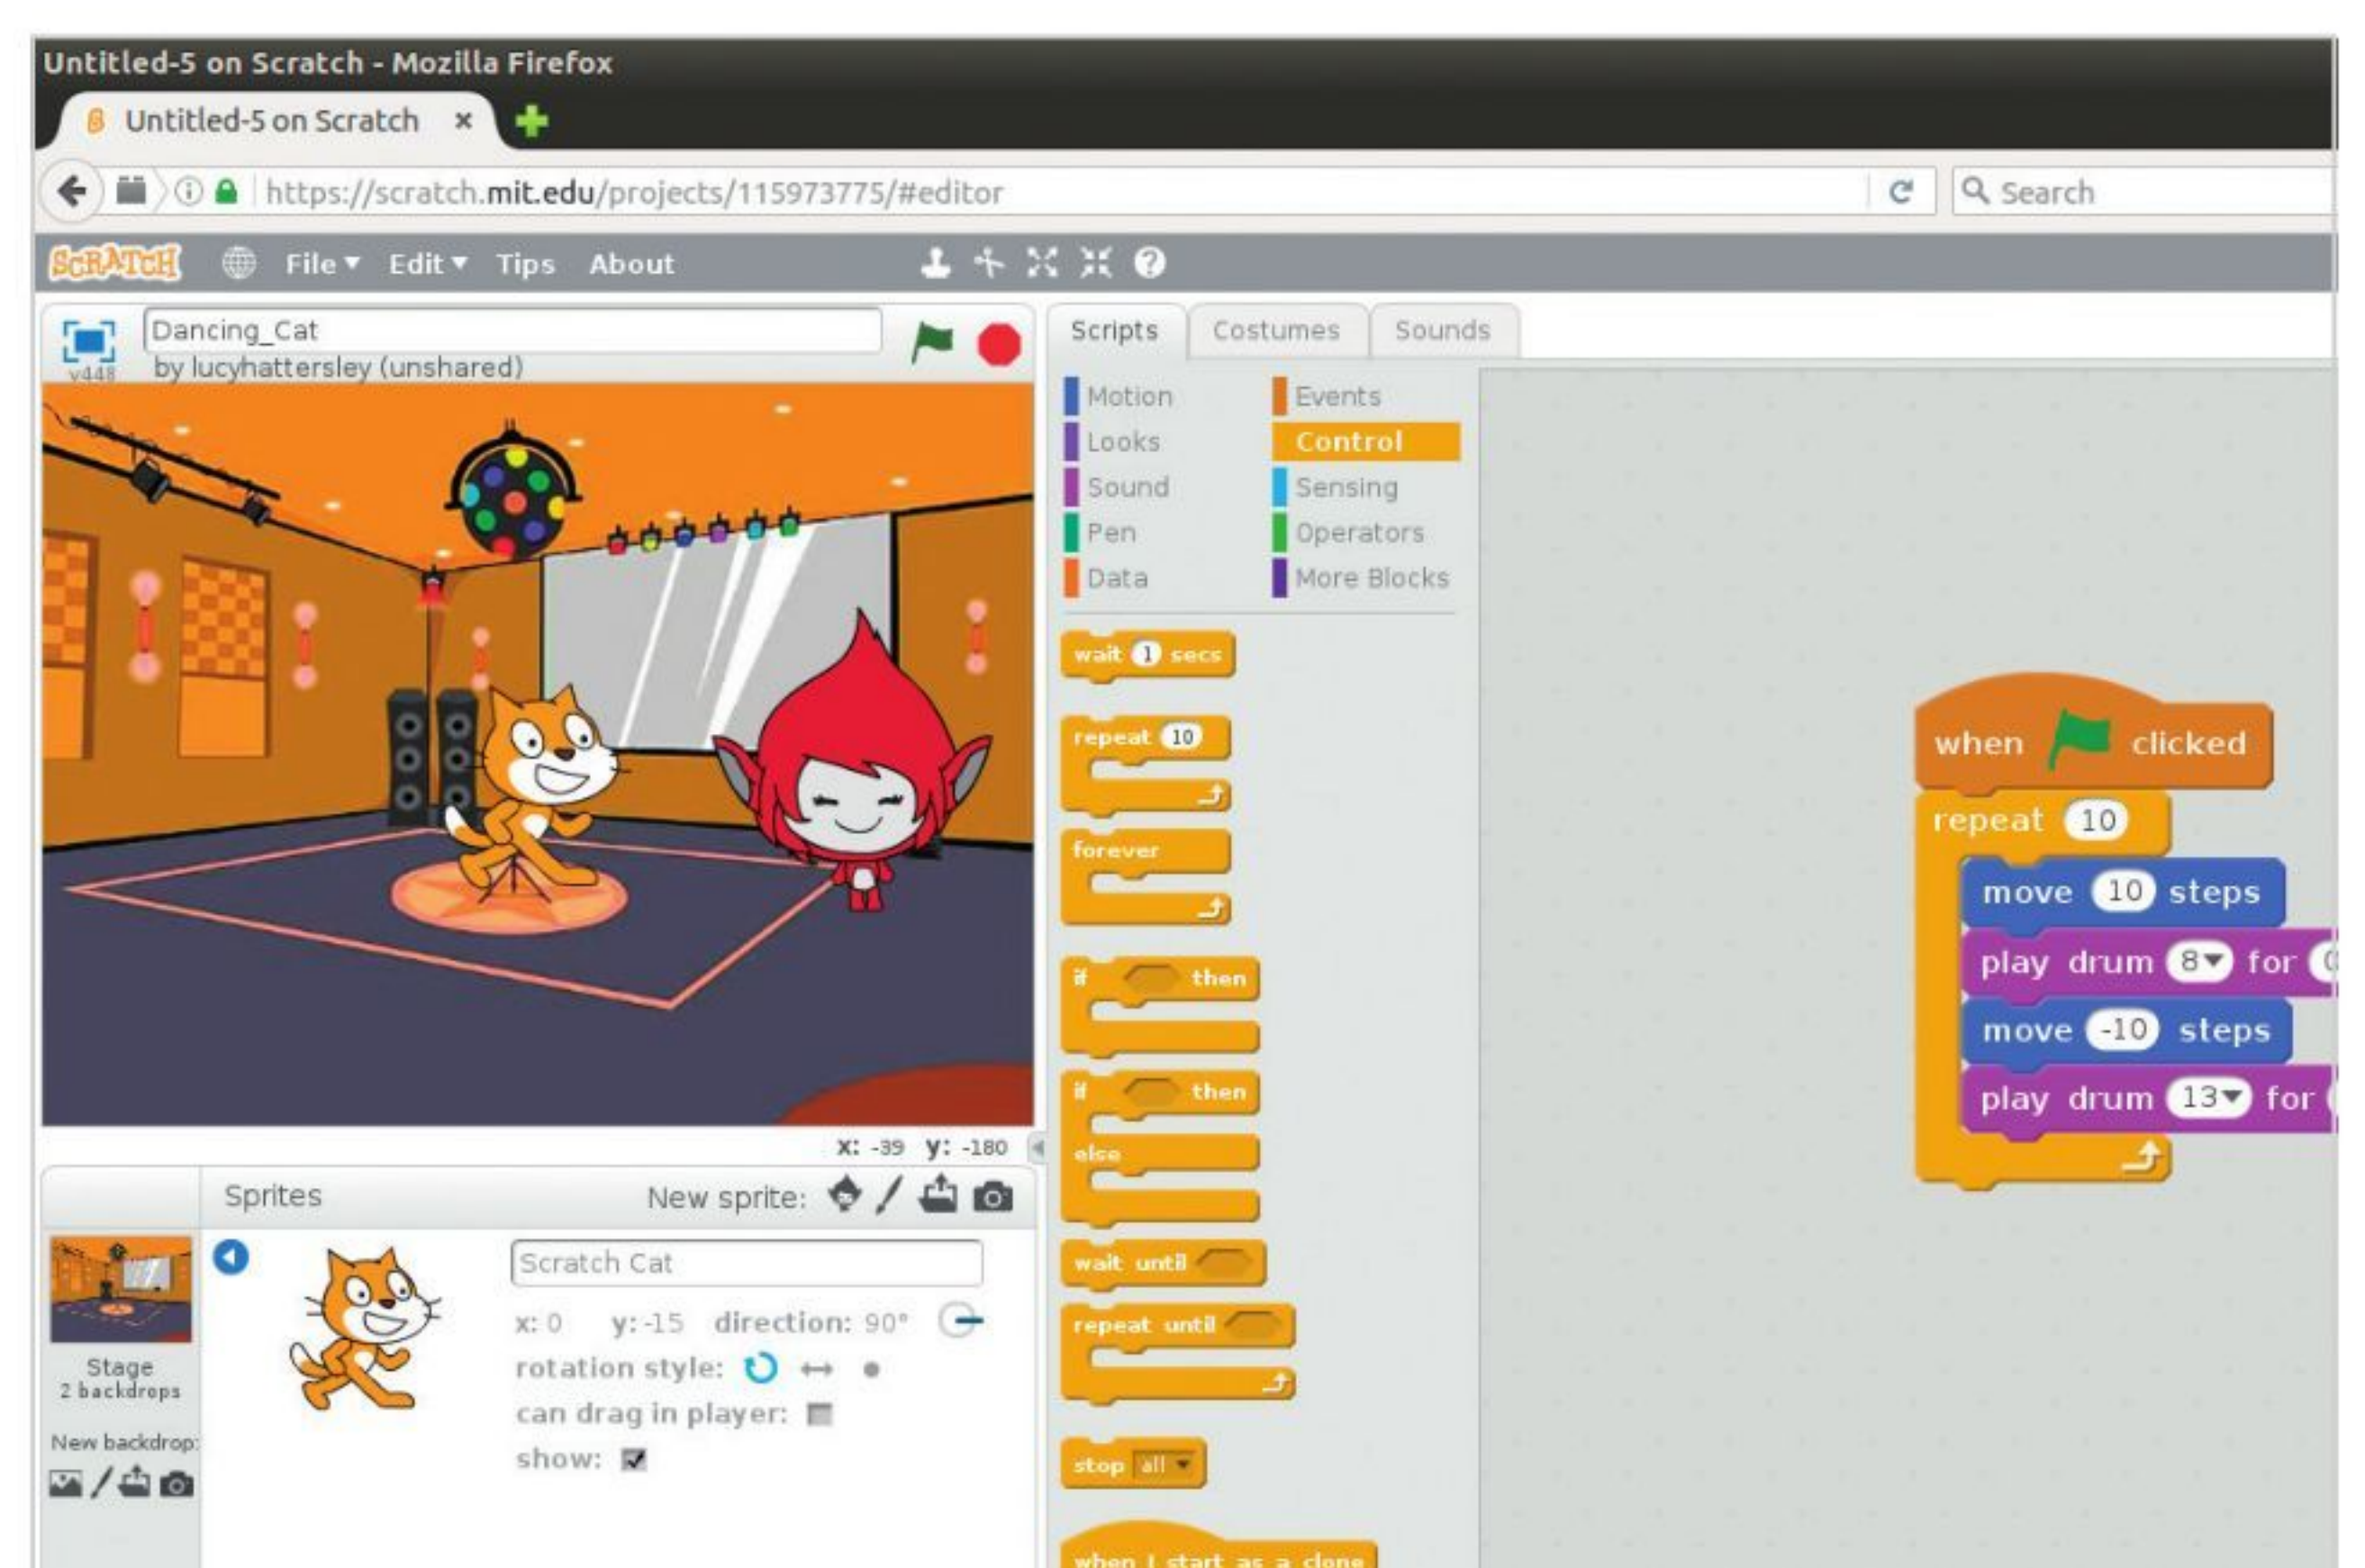 Untitled-5 on Scratch - Mozilla Firefox
Untitled-5 on Scratch
https://scratch.mit.edu/projects/115973775/#editor
Search
SCRATCH File Edit Tips About
Dancing_Cat
by lucyhattersley (unshared)
v448
x: -39 y: -180
Sprites
New sprite:
Stage
2 backdrops
New backdrop:
Scratch Cat
x: 0 y: -15 direction: 90°
rotation style:
can drag in player:
show:
Scripts Costumes Sounds
Motion Events
Looks Control
Sound Sensing
Pen Operators
Data More Blocks
wait 1 secs
repeat 10
forever
if then
if then
else
wait until
repeat until
stop all
when I start as a clone
when clicked
repeat 10
move 10 steps
play drum 8 for
move -10 steps
play drum 13 for